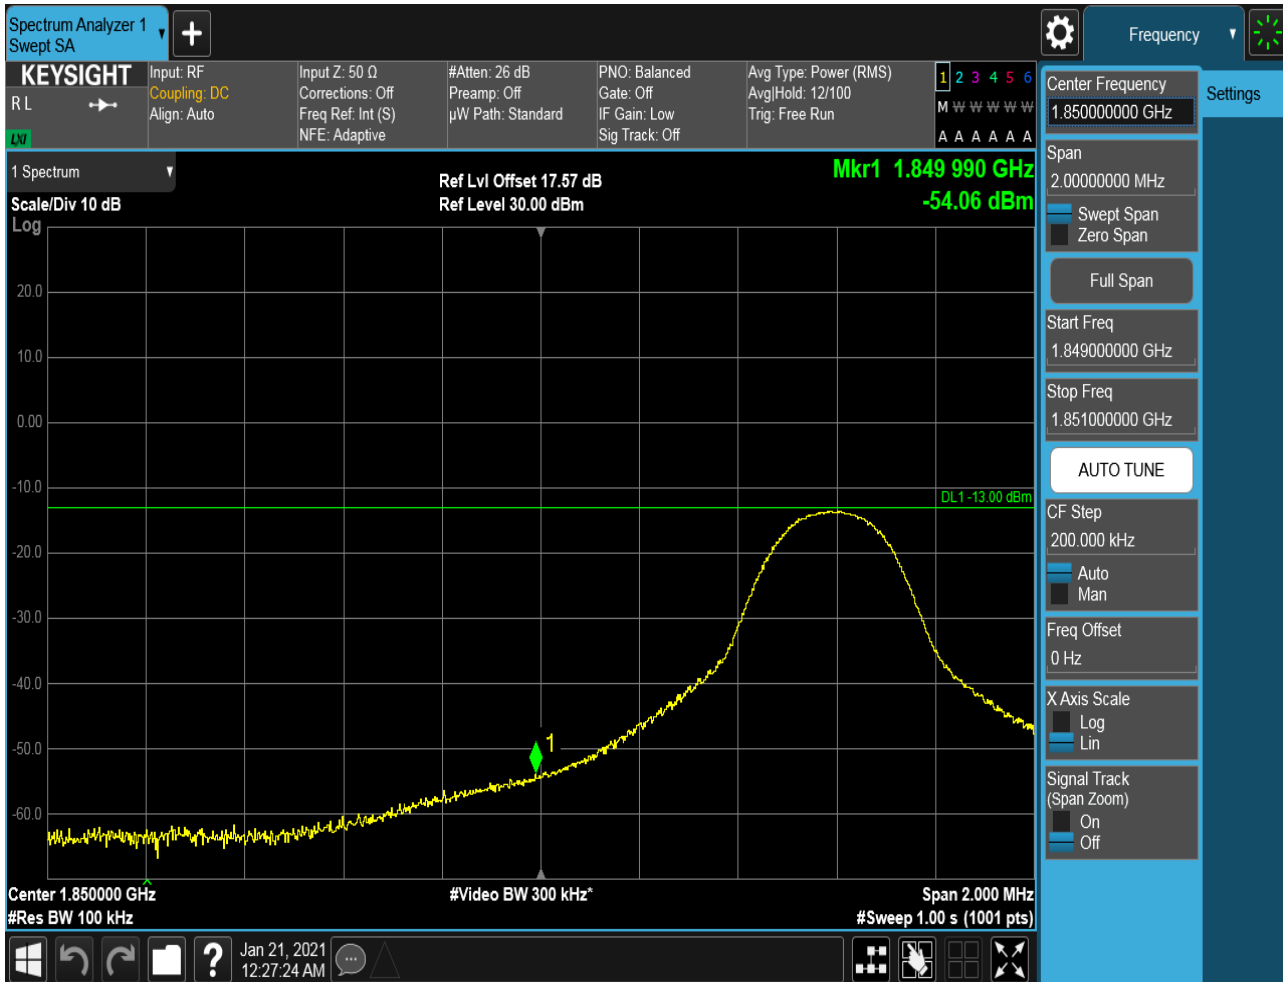 Spectrum Analyzer 1
Swept SA
Frequency
KEYSIGHT
R L
LXI
Input: RF
Coupling: DC
Align: Auto
Input Z: 50 Ω
Corrections: Off
Freq Ref: Int (S)
NFE: Adaptive
#Atten: 26 dB
Preamp: Off
µW Path: Standard
PNO: Balanced
Gate: Off
IF Gain: Low
Sig Track: Off
Avg Type: Power (RMS)
Avg|Hold: 12/100
Trig: Free Run
1 2 3 4 5 6
M W W W W W
A A A A A A
1 Spectrum
Scale/Div 10 dB
Log
Ref Lvl Offset 17.57 dB
Ref Level 30.00 dBm
Mkr1 1.849 990 GHz
-54.06 dBm
20.0
10.0
0.00
-10.0
DL1 -13.00 dBm
-20.0
-30.0
-40.0
-50.0
1
-60.0
Center 1.850000 GHz
#Video BW 300 kHz*
Span 2.000 MHz
#Res BW 100 kHz
#Sweep 1.00 s (1001 pts)
?
Jan 21, 2021
12:27:24 AM
Center Frequency
1.850000000 GHz
Settings
Span
2.00000000 MHz
Swept Span
Zero Span
Full Span
Start Freq
1.849000000 GHz
Stop Freq
1.851000000 GHz
AUTO TUNE
CF Step
200.000 kHz
Auto
Man
Freq Offset
0 Hz
X Axis Scale
Log
Lin
Signal Track
(Span Zoom)
On
Off